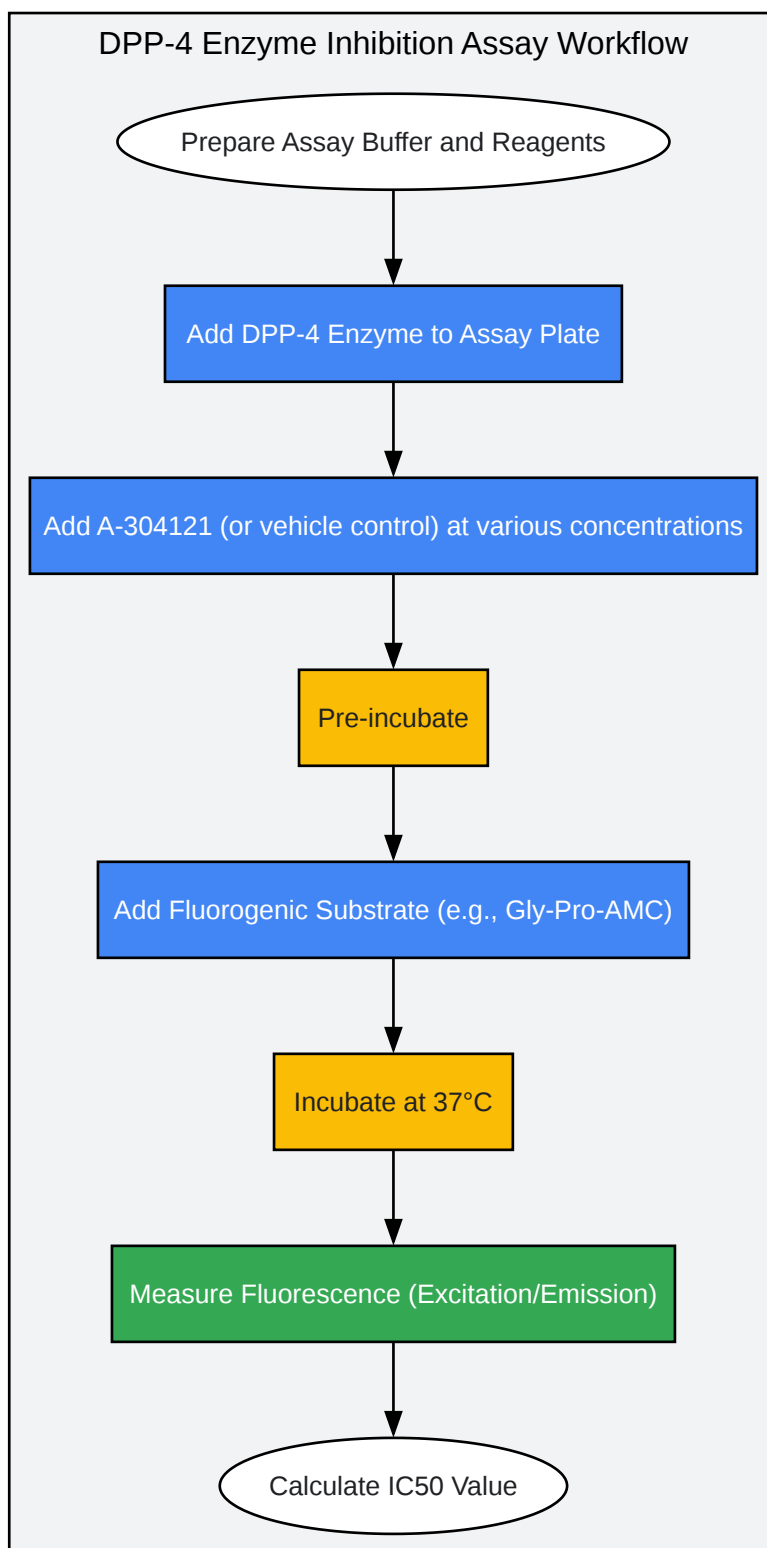 DPP-4 Enzyme Inhibition Assay Workflow
Prepare Assay Buffer and Reagents
Add DPP-4 Enzyme to Assay Plate
Add A-304121 (or vehicle control) at various concentrations
Pre-incubate
Add Fluorogenic Substrate (e.g., Gly-Pro-AMC)
Incubate at 37°C
Measure Fluorescence (Excitation/Emission)
Calculate IC50 Value